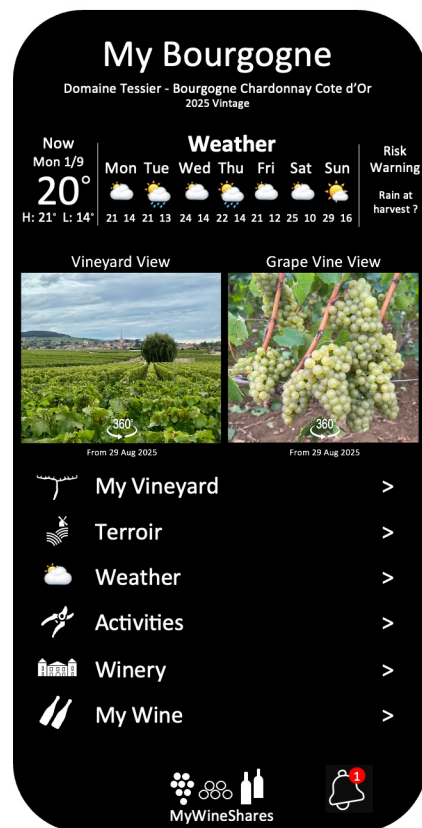 My Bourgogne
Domaine Tessier - Bourgogne Chardonnay Cote d'Or
2025 Vintage
Now
Mon 1/9
20°
H: 21° L: 14°
Weather
Mon Tue Wed Thu Fri Sat Sun
21 14 21 13 24 14 22 14 21 12 25 10 29 16
Risk
Warning
Rain at
harvest ?
Vineyard View
Grape Vine View
360°
360°
From 29 Aug 2025
From 29 Aug 2025
My Vineyard >
Terroir >
Weather >
Activities >
Winery >
My Wine >
1
MyWineShares